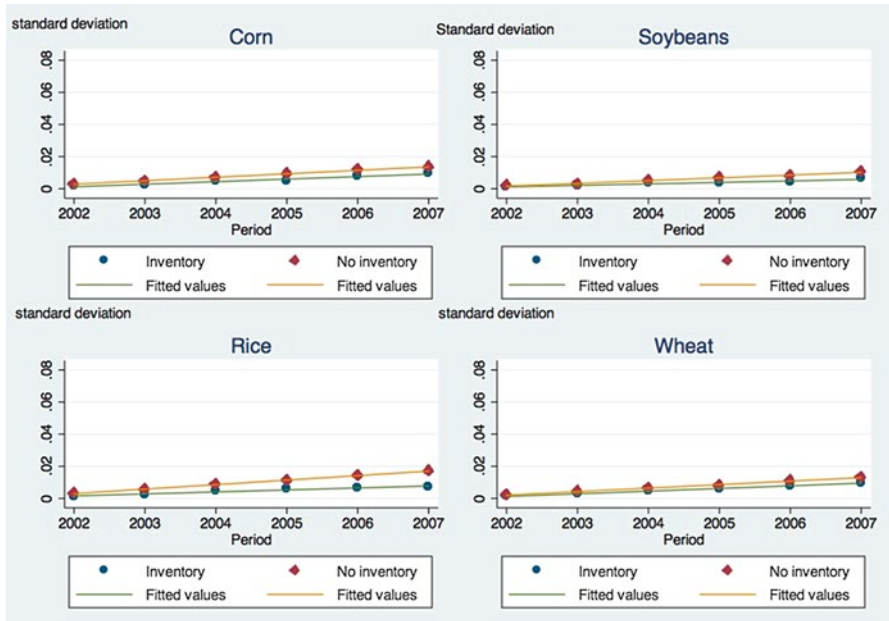 standard deviation
Corn
.08
.06
.04
.02
0
2002 2003 2004 2005 2006 2007
Period
Inventory No inventory
Fitted values Fitted values
Standard deviation
Soybeans
.08
.06
.04
.02
0
2002 2003 2004 2005 2006 2007
Period
Inventory No inventory
Fitted values Fitted values
standard deviation
Rice
.08
.06
.04
.02
0
2002 2003 2004 2005 2006 2007
Period
Inventory No inventory
Fitted values Fitted values
standard deviation
Wheat
.08
.06
.04
.02
0
2002 2003 2004 2005 2006 2007
Period
Inventory No inventory
Fitted values Fitted values